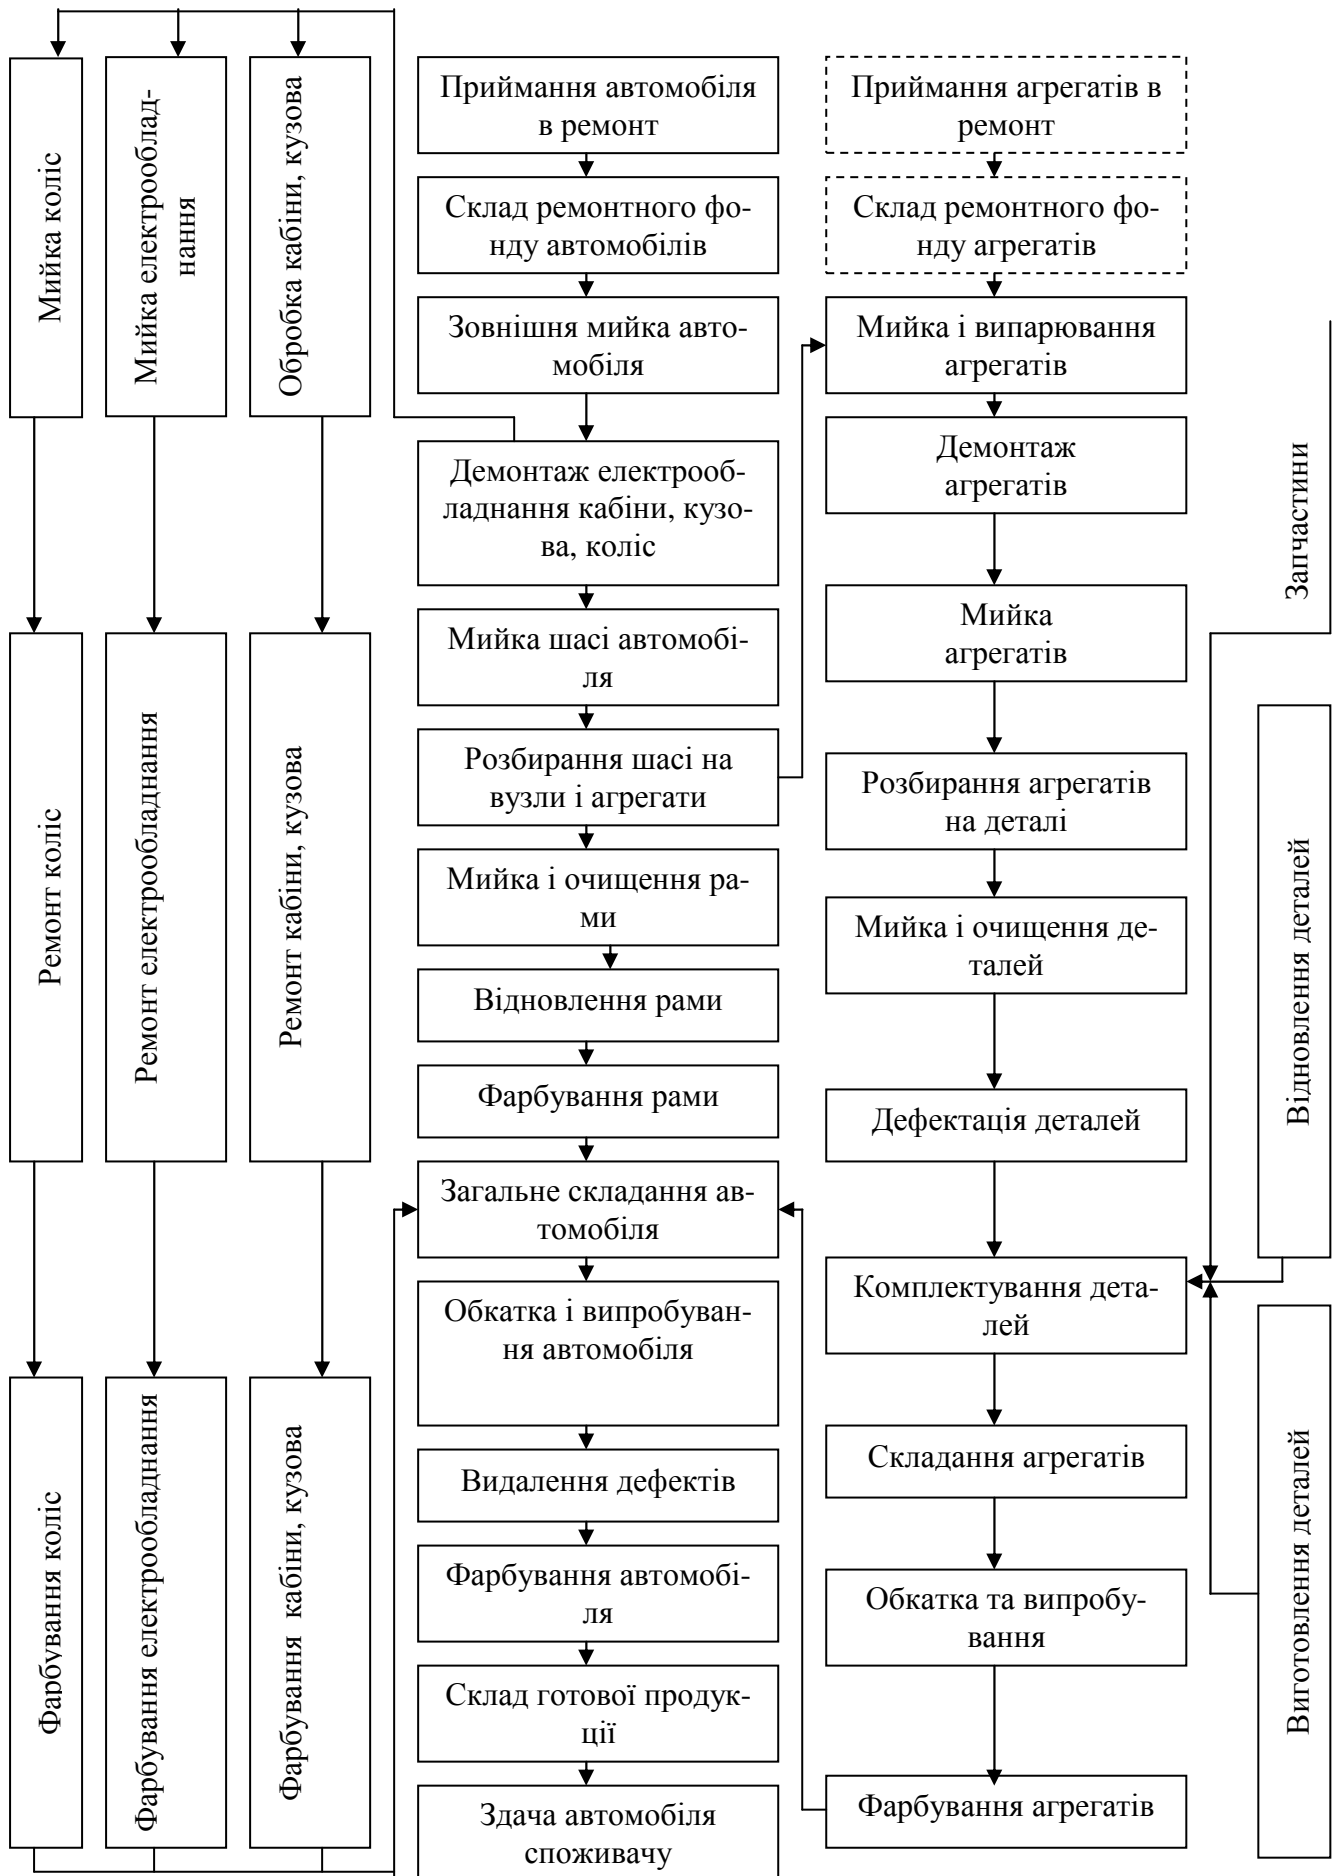 Мийка коліс
Мийка електрооблад-
нання
Обробка кабіни, кузова
Ремонт коліс
Ремонт електрообладнання
Ремонт кабіни, кузова
Фарбування коліс
Фарбування електрообладнання
Фарбування кабіни, кузова
Приймання автомобіля
в ремонт
Склад ремонтного фо-
нду автомобілів
Зовнішня мийка авто-
мобіля
Демонтаж електрооб-
ладнання кабіни, кузо-
ва, коліс
Мийка шасі автомобі-
ля
Розбирання шасі на
вузли і агрегати
Мийка і очищення ра-
ми
Відновлення рами
Фарбування рами
Загальне складання ав-
томобіля
Обкатка і випробуван-
ня автомобіля
Видалення дефектів
Фарбування автомобі-
ля
Склад готової продук-
ції
Здача автомобіля
споживачу
Приймання агрегатів в
ремонт
Склад ремонтного фо-
нду агрегатів
Мийка і випарювання
агрегатів
Демонтаж
агрегатів
Мийка
агрегатів
Розбирання агрегатів
на деталі
Мийка і очищення де-
талей
Дефектація деталей
Комплектування дета-
лей
Складання агрегатів
Обкатка та випробу-
вання
Фарбування агрегатів
Запчастини
Відновлення деталей
Виготовлення деталей